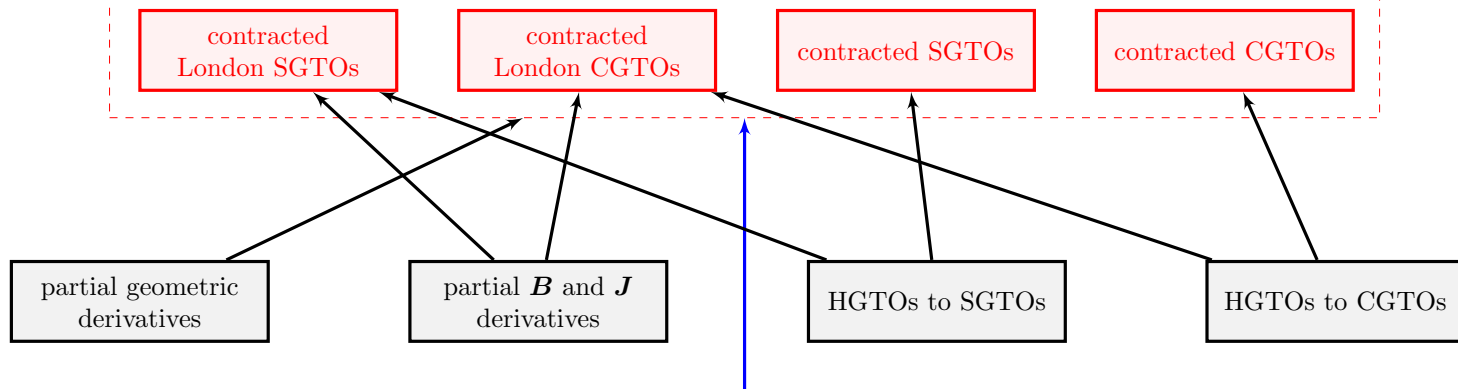 contracted
London SGTOs
contracted
London CGTOs
contracted SGTOs
contracted CGTOs
partial geometric
derivatives
partial B and J
derivatives
HGTOs to SGTOs
HGTOs to CGTOs